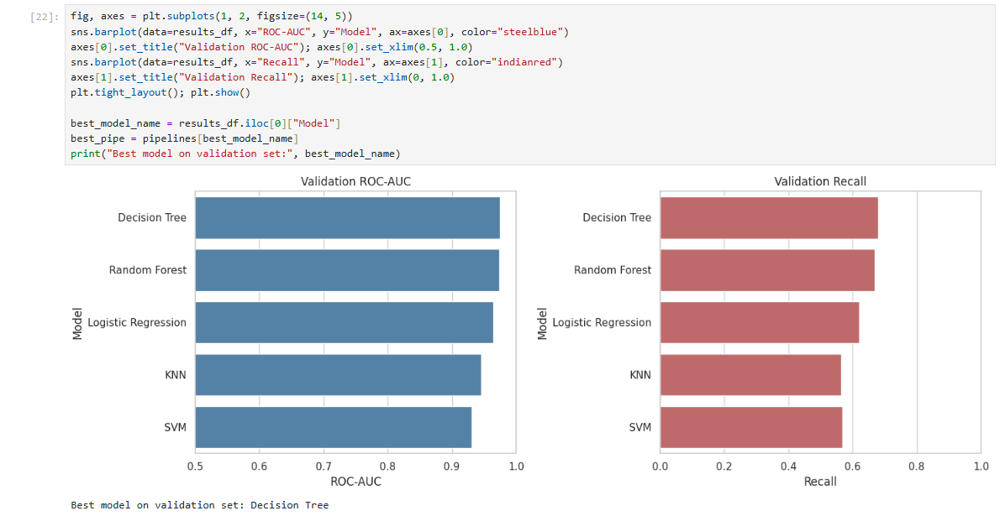 [22]:
fig, axes = plt.subplots(1, 2, figsize=(14, 5))
sns.barplot(data=results_df, x="ROC-AUC", y="Model", ax=axes[0], color="steelblue")
axes[0].set_title("Validation ROC-AUC"); axes[0].set_xlim(0.5, 1.0)
sns.barplot(data=results_df, x="Recall", y="Model", ax=axes[1], color="indianred")
axes[1].set_title("Validation Recall"); axes[1].set_xlim(0, 1.0)
plt.tight_layout(); plt.show()
best_model_name = results_df.iloc[0]["Model"]
best_pipe = pipelines[best_model_name]
print("Best model on validation set:", best_model_name)
Validation ROC-AUC
Model
Decision Tree
Random Forest
Logistic Regression
KNN
SVM
0.5 0.6 0.7 0.8 0.9 1.0
ROC-AUC
Validation Recall
Model
Decision Tree
Random Forest
Logistic Regression
KNN
SVM
0.0 0.2 0.4 0.6 0.8 1.0
Recall
Best model on validation set: Decision Tree